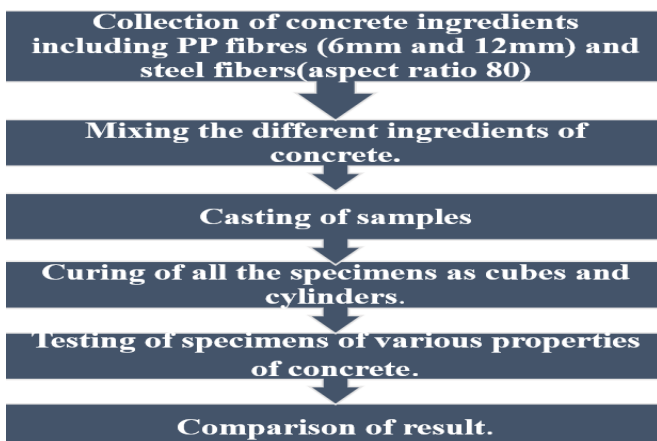 Collection of concrete ingredients
including PP fibres (6mm and 12mm) and
steel fibers(aspect ratio 80)
Mixing the different ingredients of
concrete.
Casting of samples
Curing of all the specimens as cubes and
cylinders.
Testing of specimens of various properties
of concrete.
Comparison of result.